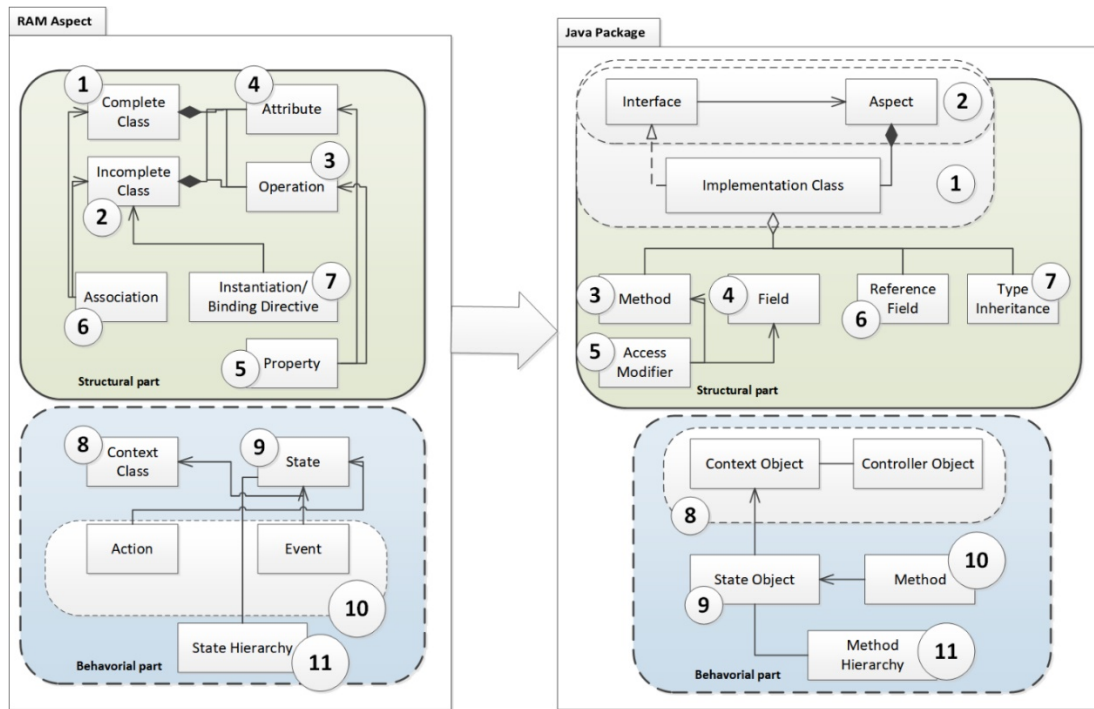 RAM Aspect
1
Complete
Class
4
Attribute
3
Incomplete
Class
Operation
2
7
Association
Instantiation/
Binding Directive
6
5
Property
Structural part
8
Context
Class
9
State
Action
Event
10
State Hierarchy
11
Behavorial part
Java Package
Interface
Aspect
2
Implementation Class
1
3
Method
4
Field
Reference
Field
6
Type
Inheritance
7
5
Access
Modifier
Structural part
Context Object
Controller Object
8
State Object
9
Method
10
Method
Hierarchy
11
Behavorial part